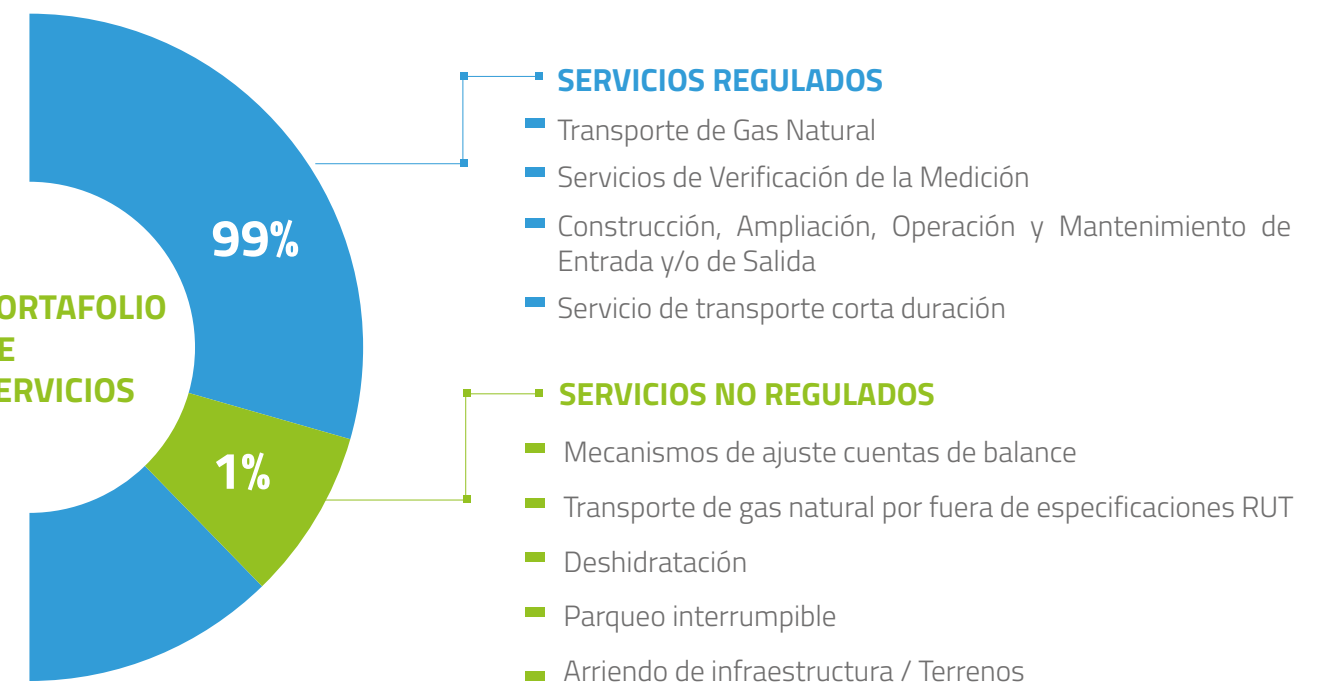 SERVICIOS REGULADOS
Transporte de Gas Natural
Servicios de Verificación de la Medición
Construcción, Ampliación, Operación y Mantenimiento de
Entrada y/o de Salida
Servicio de transporte corta duración
99%
ORTAFOLIO
E
ERVICIOS
1%
SERVICIOS NO REGULADOS
Mecanismos de ajuste cuentas de balance
Transporte de gas natural por fuera de especificaciones RUT
Deshidratación
Parqueo interrumpible
Arriendo de infraestructura / Terrenos